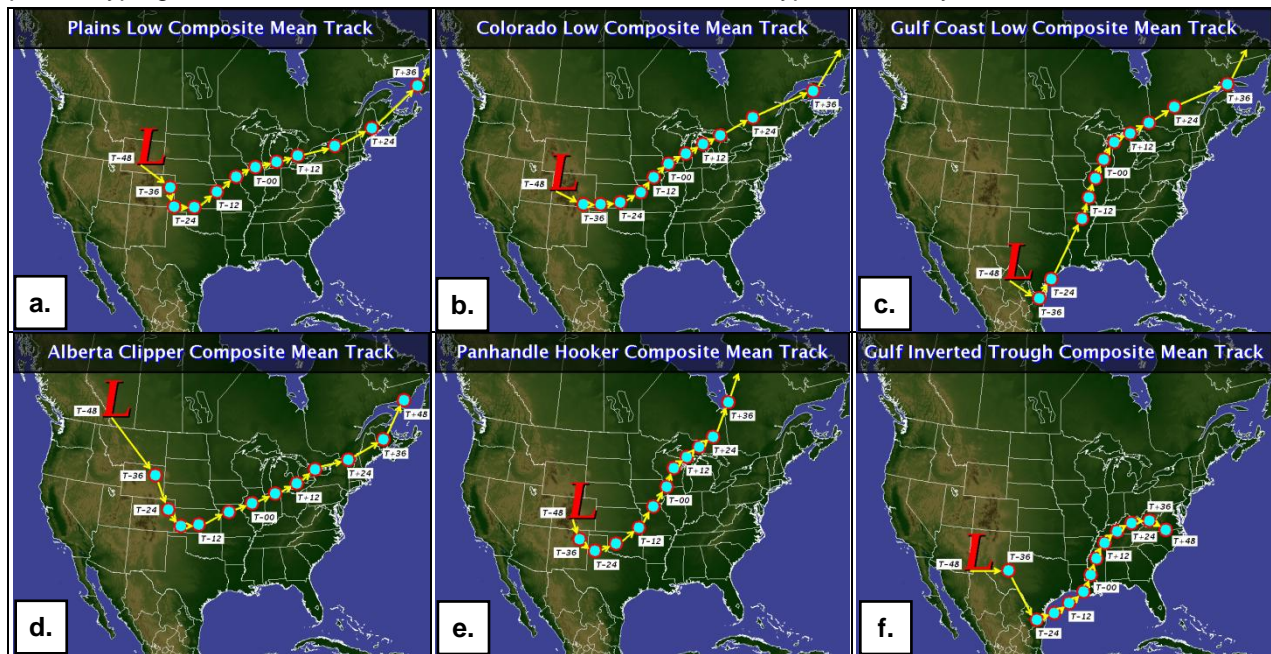 Plains Low Composite Mean Track
T+36
T-48
T+24
T-36
T+12
T-00
T-12
T-24
L
a.
Colorado Low Composite Mean Track
T+36
T+24
T-48
T+12
T-00
T-36
T-12
T-24
L
b.
Gulf Coast Low Composite Mean Track
T+36
T+24
T+12
T-00
T-12
T-48
T-24
T-36
L
c.
Alberta Clipper Composite Mean Track
T-48
T+48
T+36
T-36
T+24
T+12
T-24
T-00
T-12
L
d.
Panhandle Hooker Composite Mean Track
T+36
T+24
T+12
T-00
T-48
T-12
T-36
T-24
L
e.
Gulf Inverted Trough Composite Mean Track
T+36
T+24
T+48
T-36
T+12
T-48
T-00
T-12
T-24
L
f.